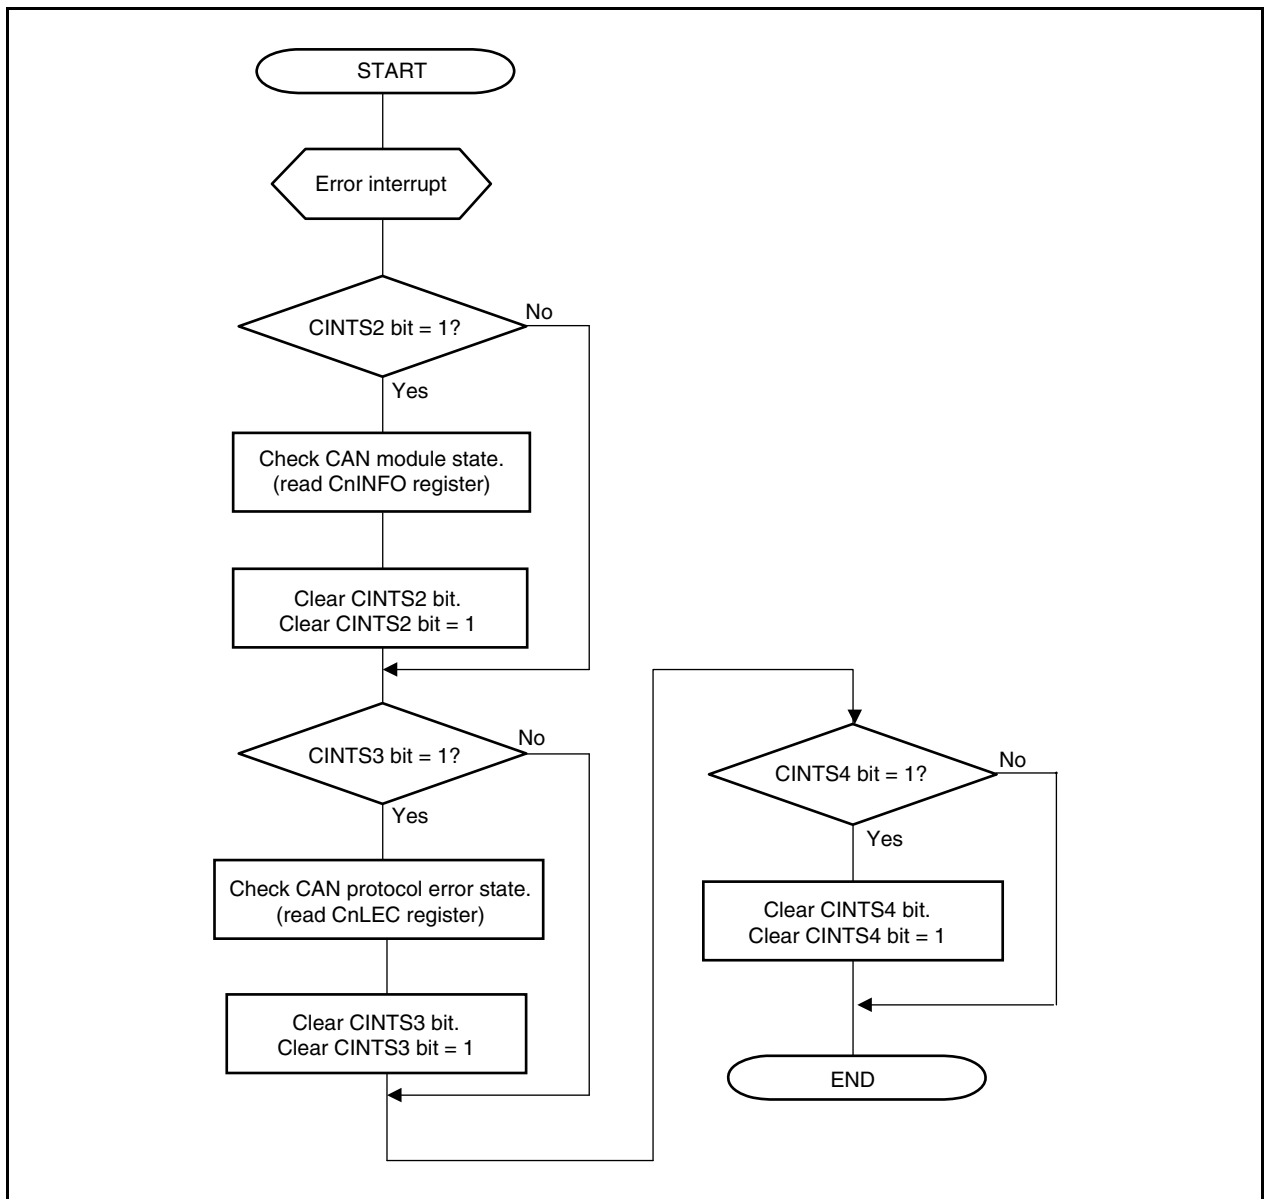 START
Error interrupt
CINTS2 bit = 1?
No
Yes
Check CAN module state.
(read CnINFO register)
Clear CINTS2 bit.
Clear CINTS2 bit = 1
CINTS3 bit = 1?
No
Yes
Check CAN protocol error state.
(read CnLEC register)
Clear CINTS3 bit.
Clear CINTS3 bit = 1
CINTS4 bit = 1?
No
Yes
Clear CINTS4 bit.
Clear CINTS4 bit = 1
END